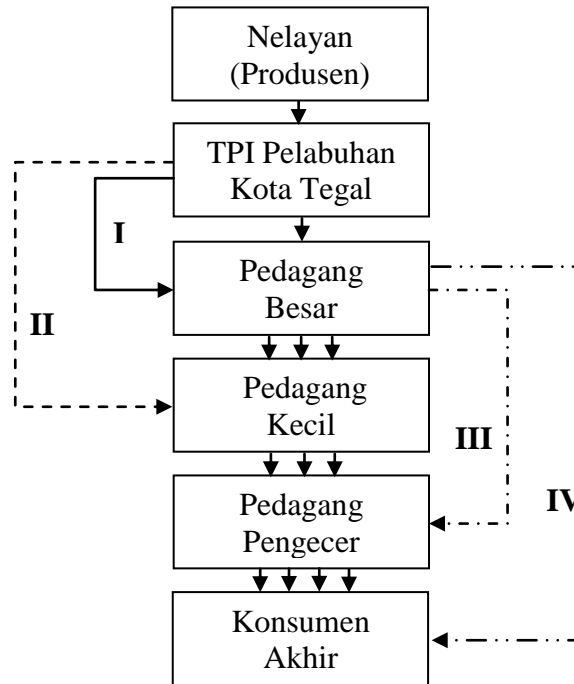 Nelayan
(Produsen)
TPI Pelabuhan
Kota Tegal
I
Pedagang
Besar
II
Pedagang
Kecil
III
Pedagang
Pengecer
IV
Konsumen
Akhir